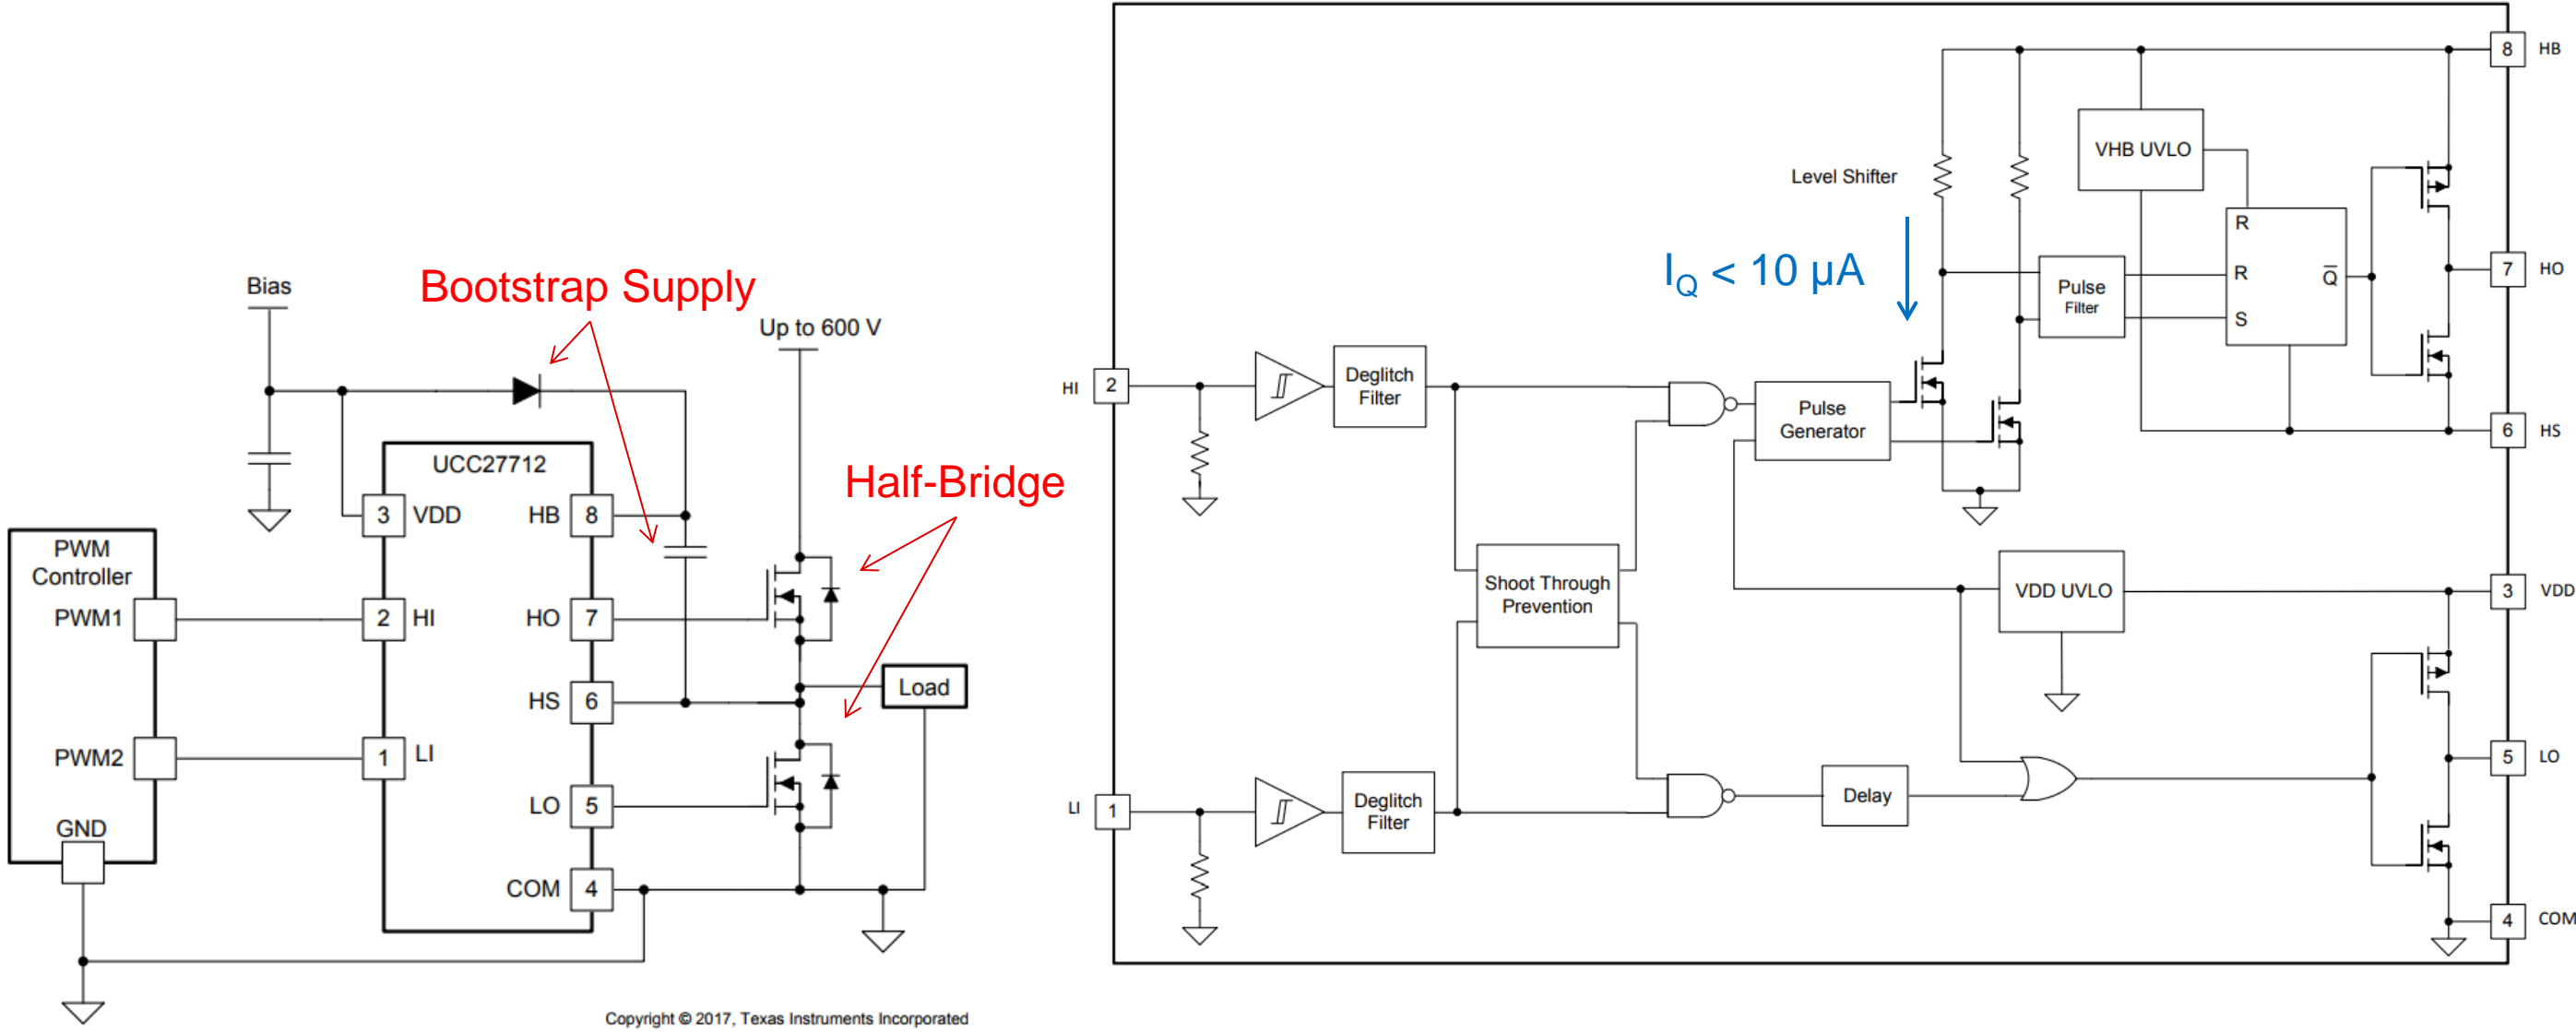 Bias
Bootstrap Supply
Up to 600 V
UCC27712
Half-Bridge
3 VDD
HB 8
PWM
Controller
PWM1
2 HI
HO 7
HS 6
Load
PWM2
1 LI
LO 5
GND
COM 4
Copyright © 2017, Texas Instruments Incorporated
8 HB
VHB UVLO
Level Shifter
R
R
S
Q̅
IQ < 10 µA
Pulse
Filter
7 HO
HI 2
Deglitch
Filter
Pulse
Generator
6 HS
Shoot Through
Prevention
VDD UVLO
3 VDD
5 LO
LI 1
Deglitch
Filter
Delay
4 COM